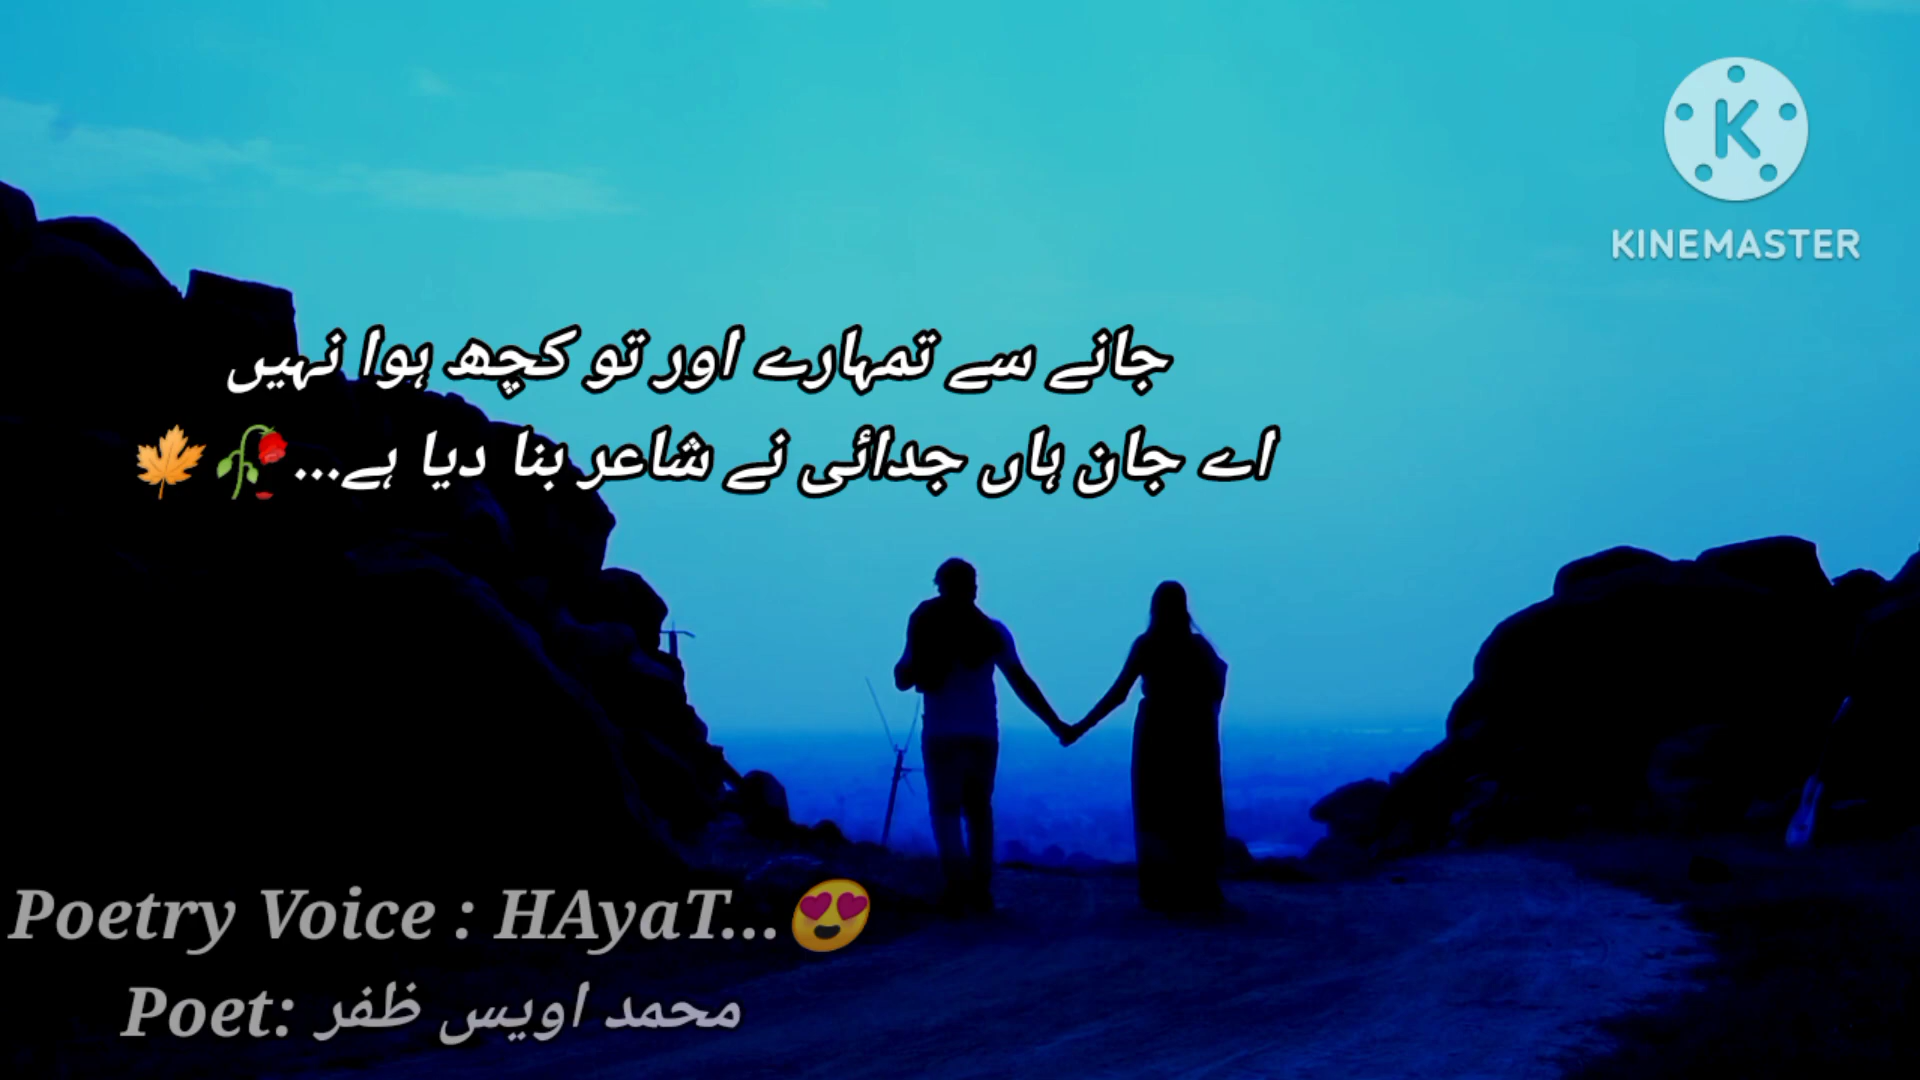 KINEMASTER
جانے سے تمہارے اور تو کچھ ہوا نہیں
اے جان ہاں جدائی نے شاعر بنا دیا ہے...🥀🍁
Poetry Voice : HAyaT...😍
Poet: محمد اویس ظفر